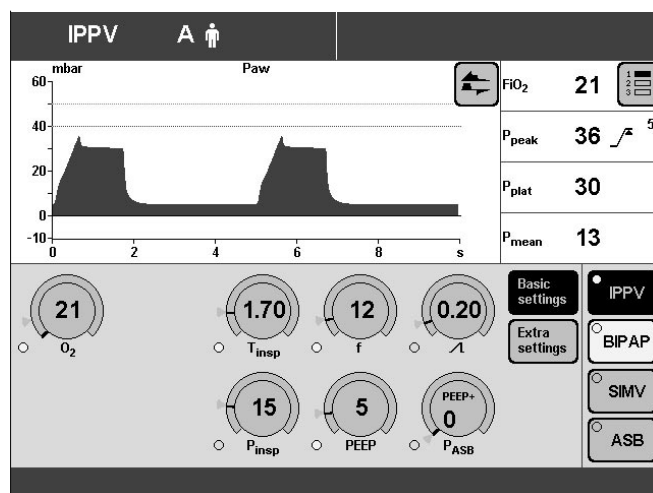 IPPV A
mbar Paw
60
40
20
0
-10
0 2 4 6 8 s
FiO2 21
1
2
3
Ppeak 36 5
Pplat 30
Pmean 13
21
O2
1.70
Tinsp
12
f
0.20
15
Pinsp
5
PEEP
PEEP+
0
PASB
Basic
settings
Extra
settings
IPPV
BIPAP
SIMV
ASB